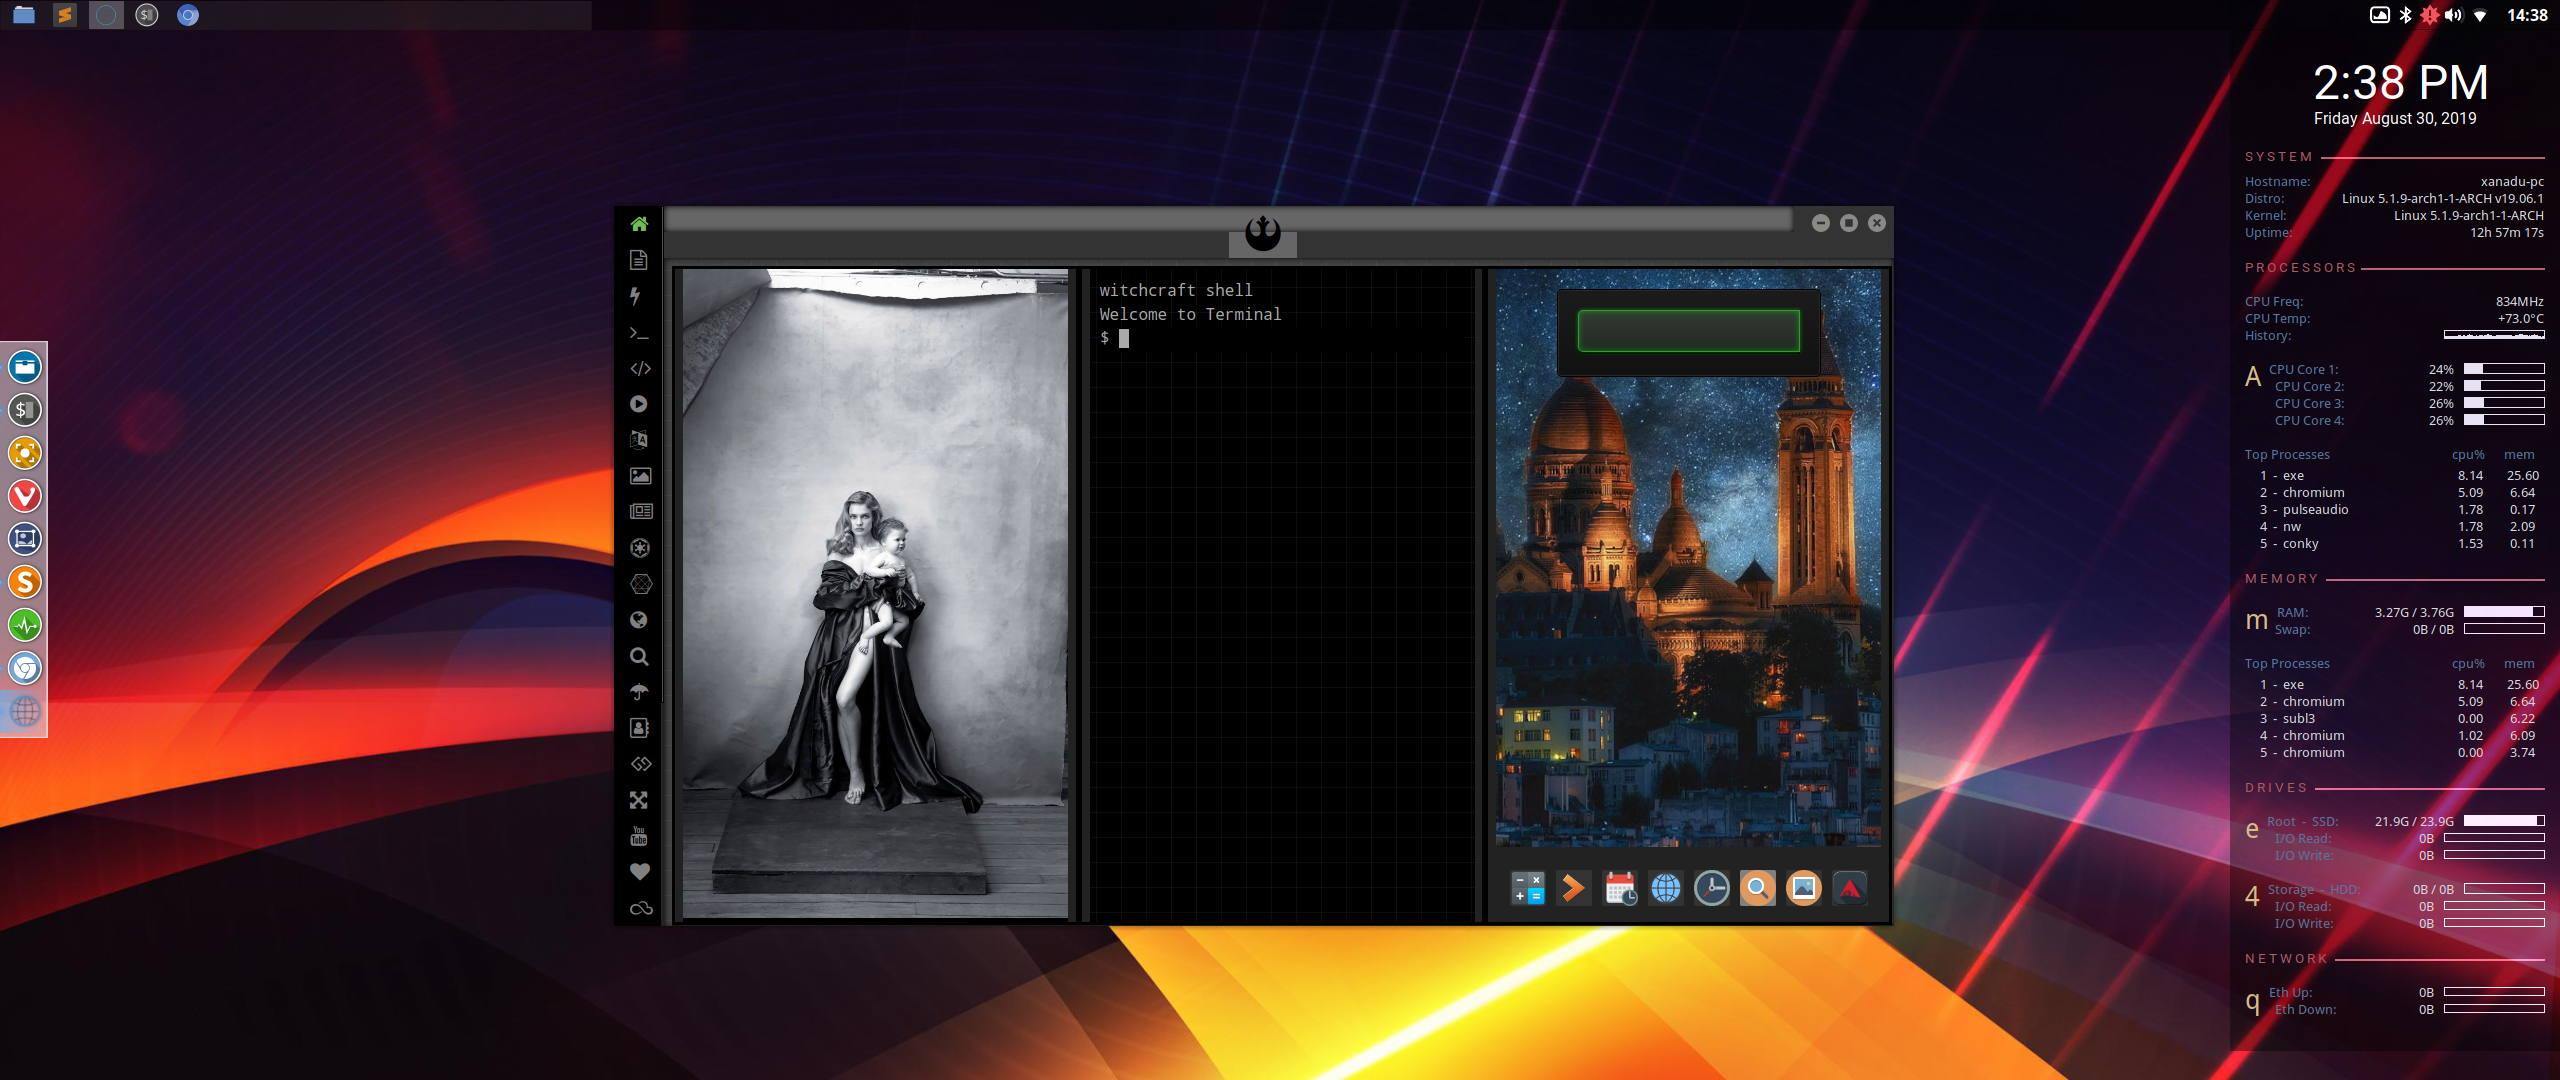 14:38
2:38 PM
Friday August 30, 2019
SYSTEM
Hostname: xanadu-pc
Distro: Linux 5.1.9-arch1-1-ARCH v19.06.1
Kernel: Linux 5.1.9-arch1-1-ARCH
Uptime: 12h 57m 17s
PROCESSORS
CPU Freq: 834MHz
CPU Temp: +73.0°C
History:
A CPU Core 1: 24%
CPU Core 2: 22%
CPU Core 3: 26%
CPU Core 4: 26%
Top Processes cpu% mem
1 - exe 8.14 25.60
2 - chromium 5.09 6.64
3 - pulseaudio 1.78 0.17
4 - nw 1.78 2.09
5 - conky 1.53 0.11
MEMORY
m RAM: 3.27G / 3.76G
Swap: 0B / 0B
Top Processes cpu% mem
1 - exe 8.14 25.60
2 - chromium 5.09 6.64
3 - subl3 0.00 6.22
4 - chromium 1.02 6.09
5 - chromium 0.00 3.74
DRIVES
e Root - SSD: 21.9G / 23.9G
I/O Read: 0B
I/O Write: 0B
4 Storage - HDD: 0B / 0B
I/O Read: 0B
I/O Write: 0B
NETWORK
q Eth Up: 0B
Eth Down: 0B
witchcraft shell
Welcome to Terminal
$
You
Tube